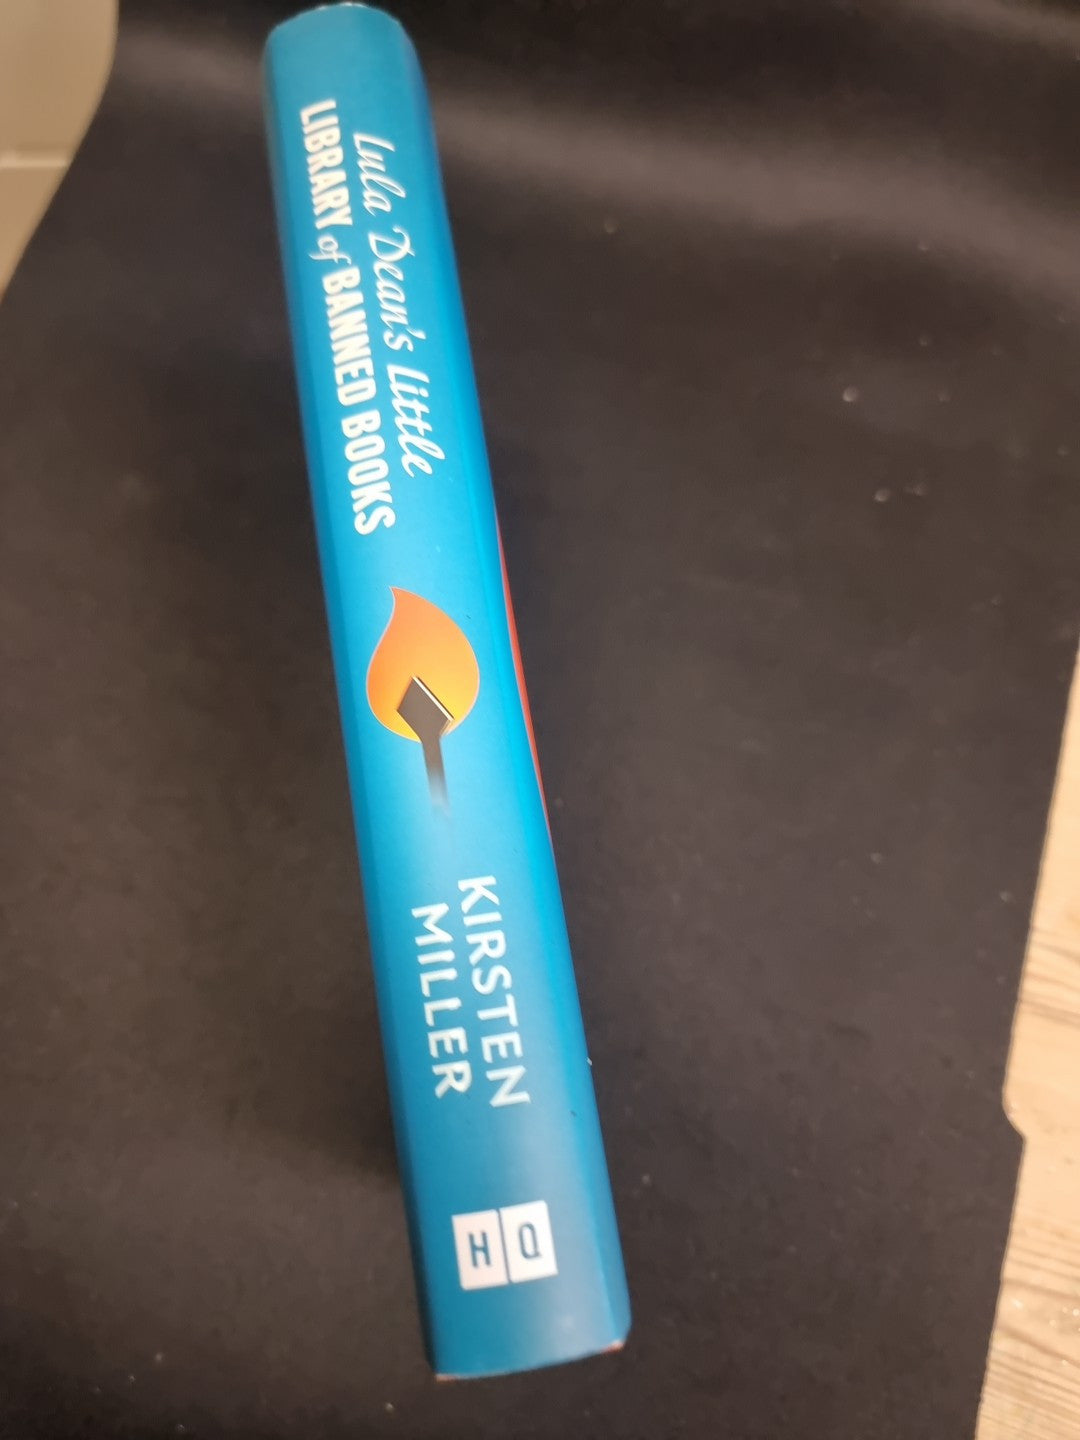 Lula Dean's Little
LIBRARY of BANNED BOOKS
KIRSTEN
MILLER
HQ